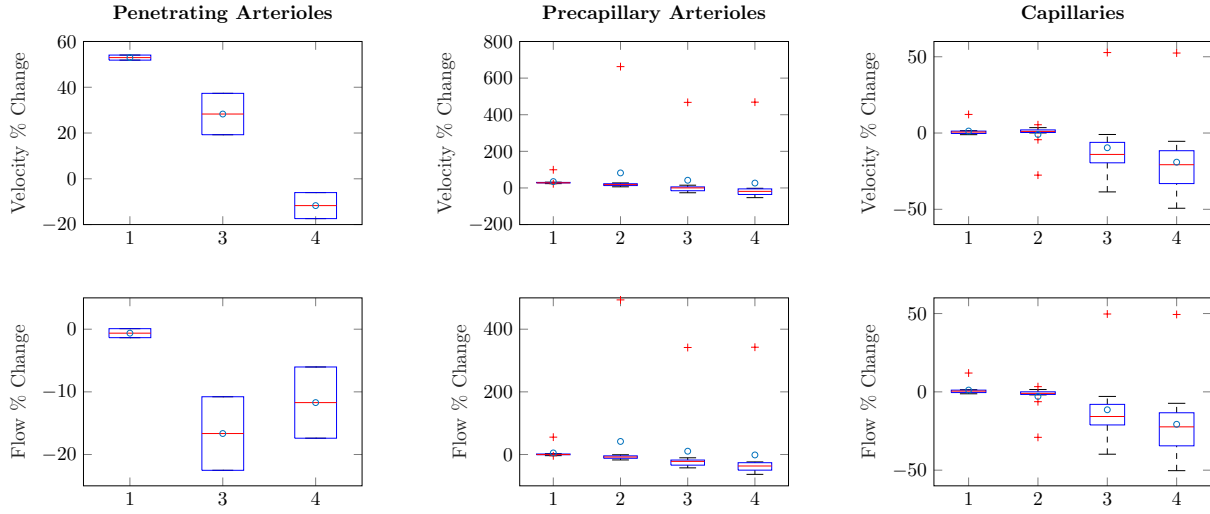 Penetrating Arterioles
Precapillary Arterioles
Capillaries
Velocity % Change
60
40
20
0
−20
1 3 4
Velocity % Change
800
600
400
200
0
−200
1 2 3 4
Velocity % Change
50
0
−50
1 2 3 4
Flow % Change
0
−10
−20
1 3 4
Flow % Change
400
200
0
1 2 3 4
Flow % Change
50
0
−50
1 2 3 4